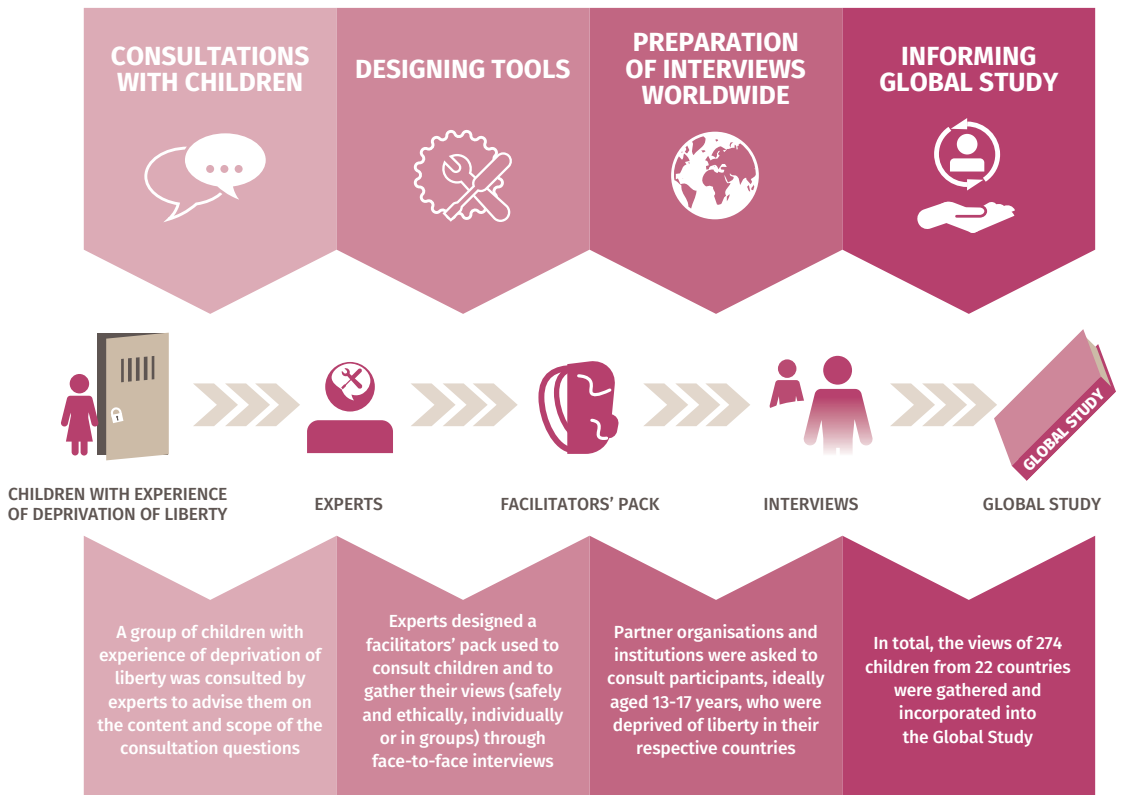 CONSULTATIONS
WITH CHILDREN
DESIGNING TOOLS
PREPARATION
OF INTERVIEWS
WORLDWIDE
INFORMING
GLOBAL STUDY
GLOBAL STUDY
CHILDREN WITH EXPERIENCE
OF DEPRIVATION OF LIBERTY
EXPERTS
FACILITATORS’ PACK
INTERVIEWS
GLOBAL STUDY
A group of children with
experience of deprivation of
liberty was consulted by
experts to advise them on
the content and scope of the
consultation questions
Experts designed a
facilitators’ pack used to
consult children and to
gather their views (safely
and ethically, individually
or in groups) through
face-to-face interviews
Partner organisations and
institutions were asked to
consult participants, ideally
aged 13-17 years, who were
deprived of liberty in their
respective countries
In total, the views of 274
children from 22 countries
were gathered and
incorporated into
the Global Study